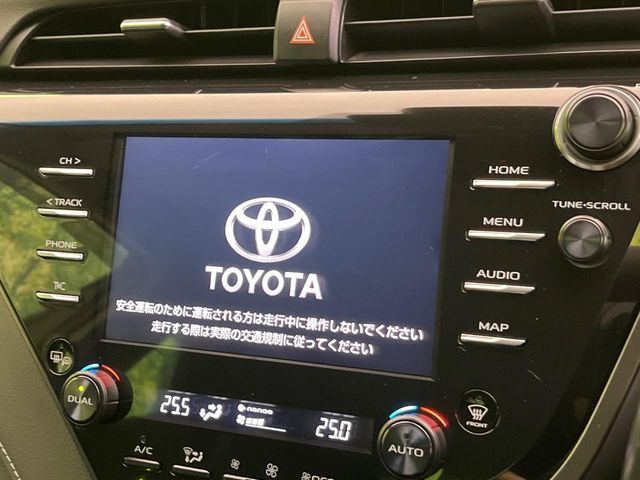 CH >
< TRACK
PHONE
T/C
HOME
TUNE•SCROLL
MENU
AUDIO
MAP
TOYOTA
安全運転のために運転される方は走行中に操作しないでください
走行する際は実際の交通規制に従ってください
DUAL
25.5
nanoe
25.0
AUTO
FRONT
A/C